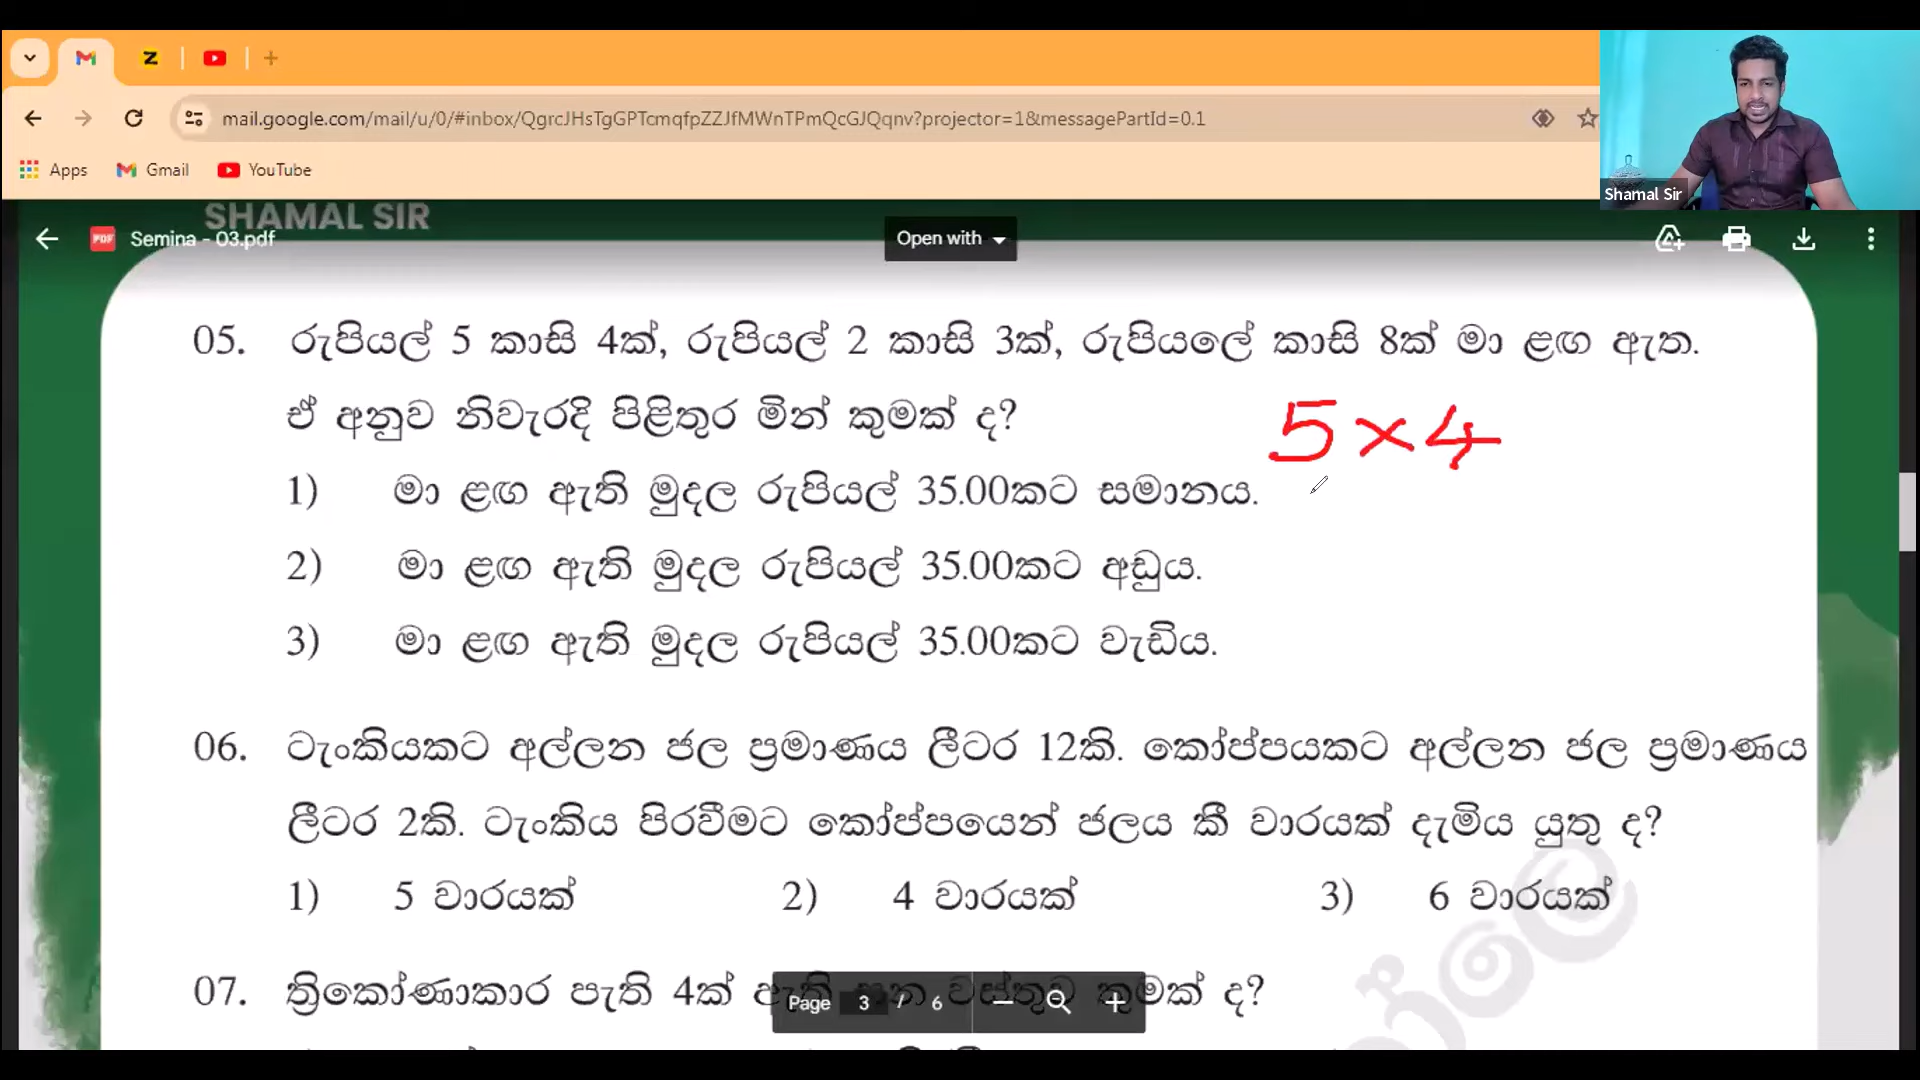 mail.google.com/mail/u/0/#inbox/QgrcJHsTgGPTcmqfpZZJfMWnTPmQcGJQqnv?projector=1&messagePartId=0.1
Apps Gmail YouTube
Shamal Sir
SHAMAL SIR
PDF Semina - 03.pdf
Open with
05. රුපියල් 5 කාසි 4ක්, රුපියල් 2 කාසි 3ක්, රුපියලේ කාසි 8ක් මා ළඟ ඇත.
ඒ අනුව නිවැරදි පිළිතුර මින් කුමක් ද?
5 × 4
1) මා ළඟ ඇති මුදල රුපියල් 35.00කට සමානය.
2) මා ළඟ ඇති මුදල රුපියල් 35.00කට අඩුය.
3) මා ළඟ ඇති මුදල රුපියල් 35.00කට වැඩිය.
06. ටැංකියකට අල්ලන ජල ප්‍රමාණය ලීටර 12කි. කෝප්පයකට අල්ලන ජල ප්‍රමාණය
ලීටර 2කි. ටැංකිය පිරවීමට කෝප්පයෙන් ජලය කී වාරයක් දැමිය යුතු ද?
1) 5 වාරයක් 2) 4 වාරයක් 3) 6 වාරයක්
07. ත්‍රිකෝණාකාර පැති 4ක් ඇති ඝන වස්තුව කුමක් ද?
Page 3 / 6